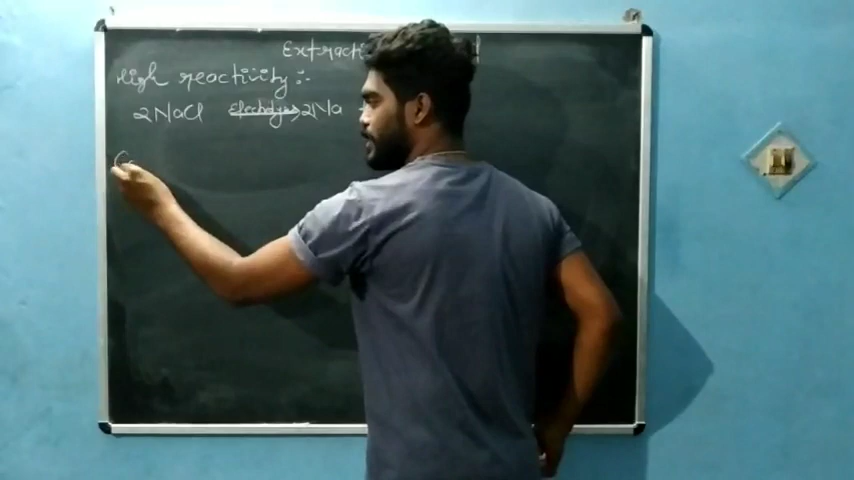 Extracti
High reactivity :-
2NaCl Electrolysis 2Na
C